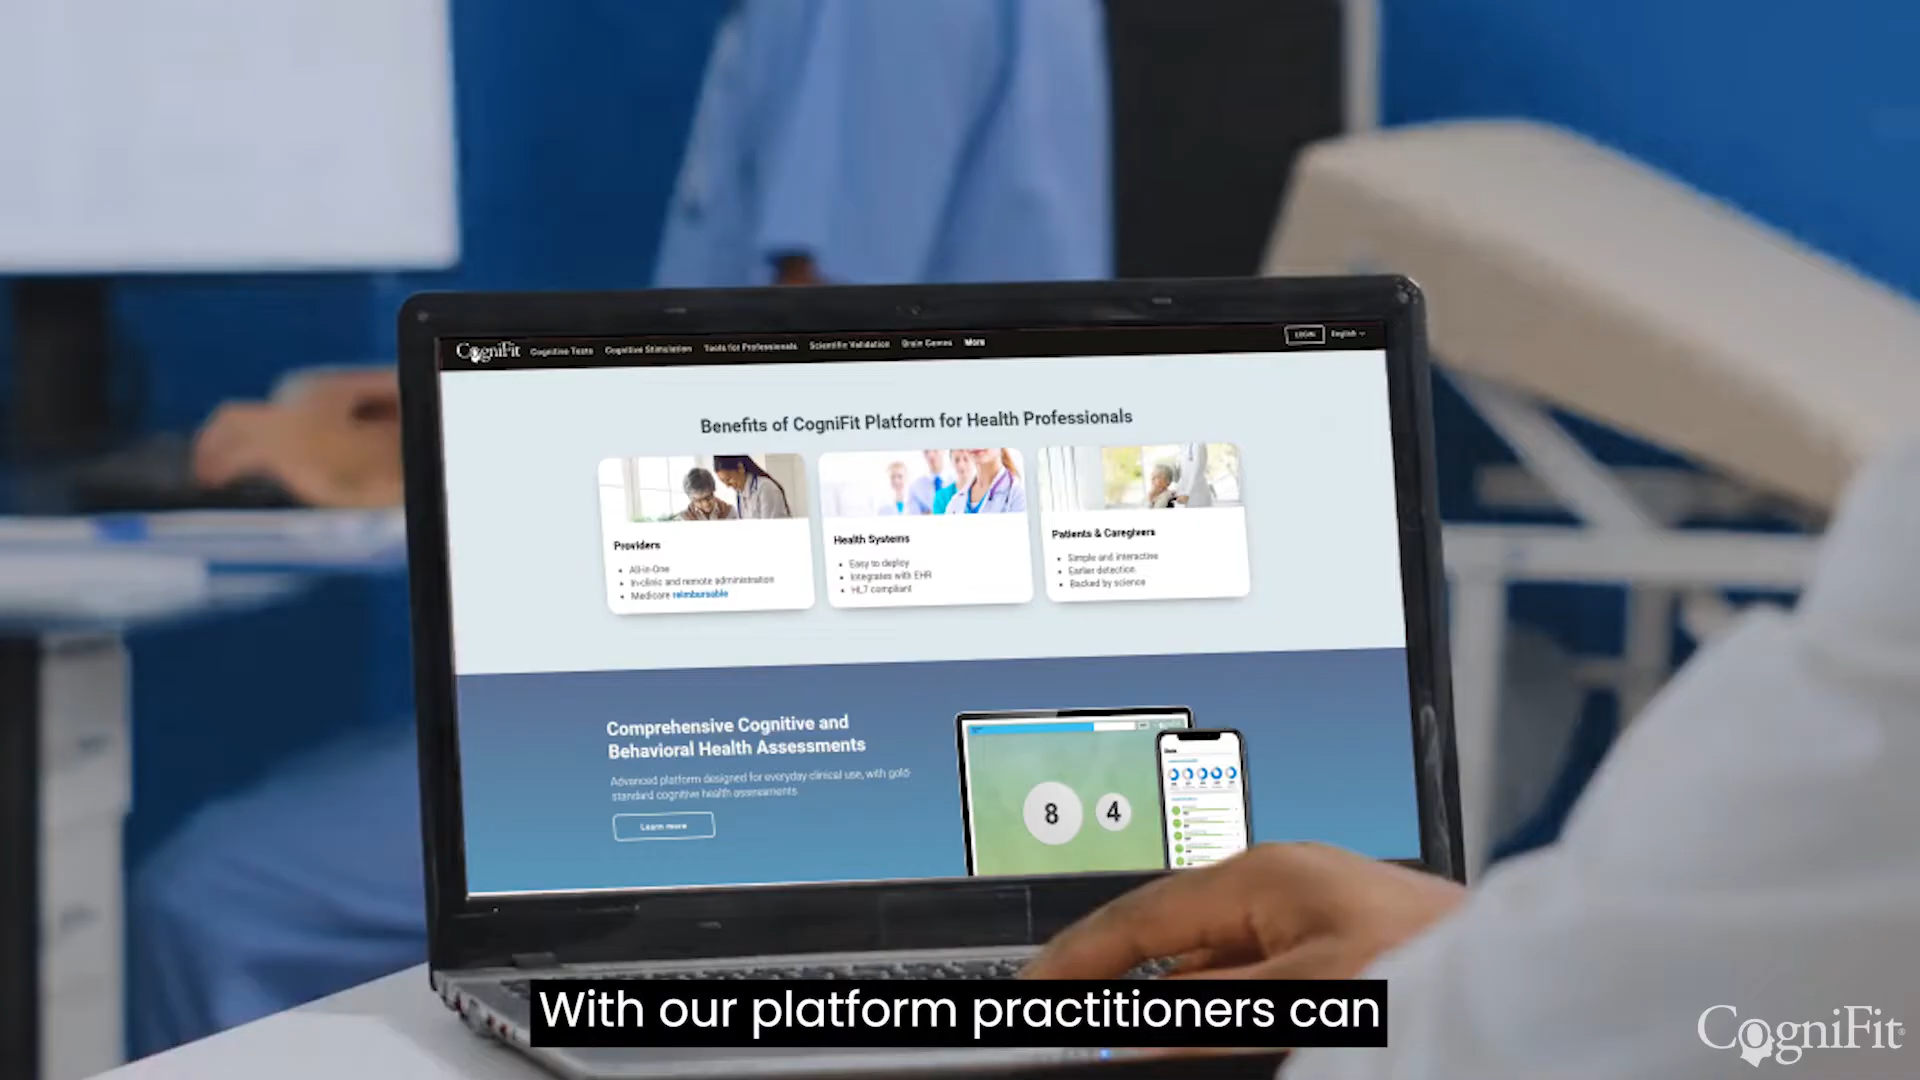 CogniFit Cognitive Tests Cognitive Stimulation Tools for Professionals Scientific Validation Brain Games More LOGIN English
Benefits of CogniFit Platform for Health Professionals
Providers
• All-in-One
• In-clinic and remote administration
• Medicare reimbursable
Health Systems
• Easy to deploy
• Integrates with EHR
• HL7 compliant
Patients & Caregivers
• Simple and interactive
• Earlier detection
• Backed by science
Comprehensive Cognitive and
Behavioral Health Assessments
Advanced platform designed for everyday clinical use, with gold-
standard cognitive health assessments
Learn more
8 4
With our platform practitioners can
CogniFit®